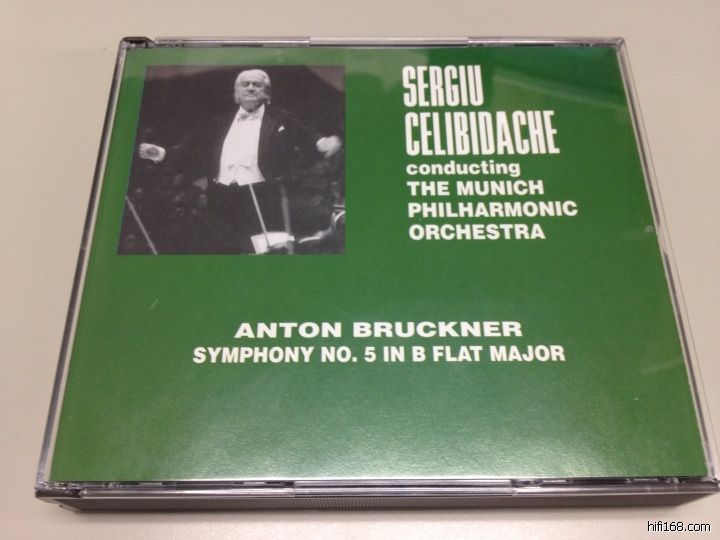 SERGIU
CELIBIDACHE
conducting
THE MUNICH
PHILHARMONIC
ORCHESTRA
ANTON BRUCKNER
SYMPHONY NO. 5 IN B FLAT MAJOR
hifi168.com